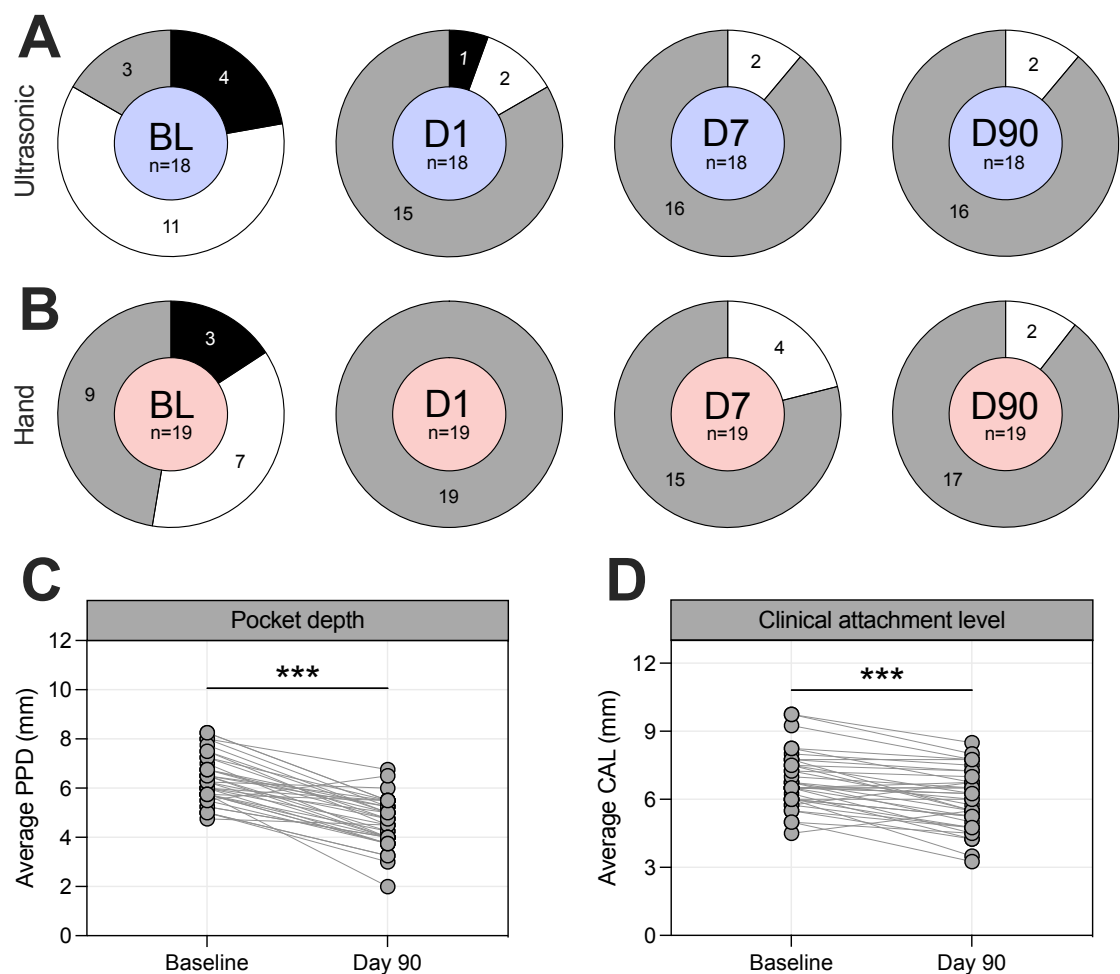 A
Ultrasonic
3
4
11
BL
n=18
1
2
15
D1
n=18
2
16
D7
n=18
2
16
D90
n=18
B
Hand
3
9
7
BL
n=19
D1
n=19
19
4
15
D7
n=19
2
17
D90
n=19
C
Pocket depth
Average PPD (mm)
12
10
8
6
4
2
0
***
Baseline Day 90
D
Clinical attachment level
Average CAL (mm)
12
9
6
3
0
***
Baseline Day 90